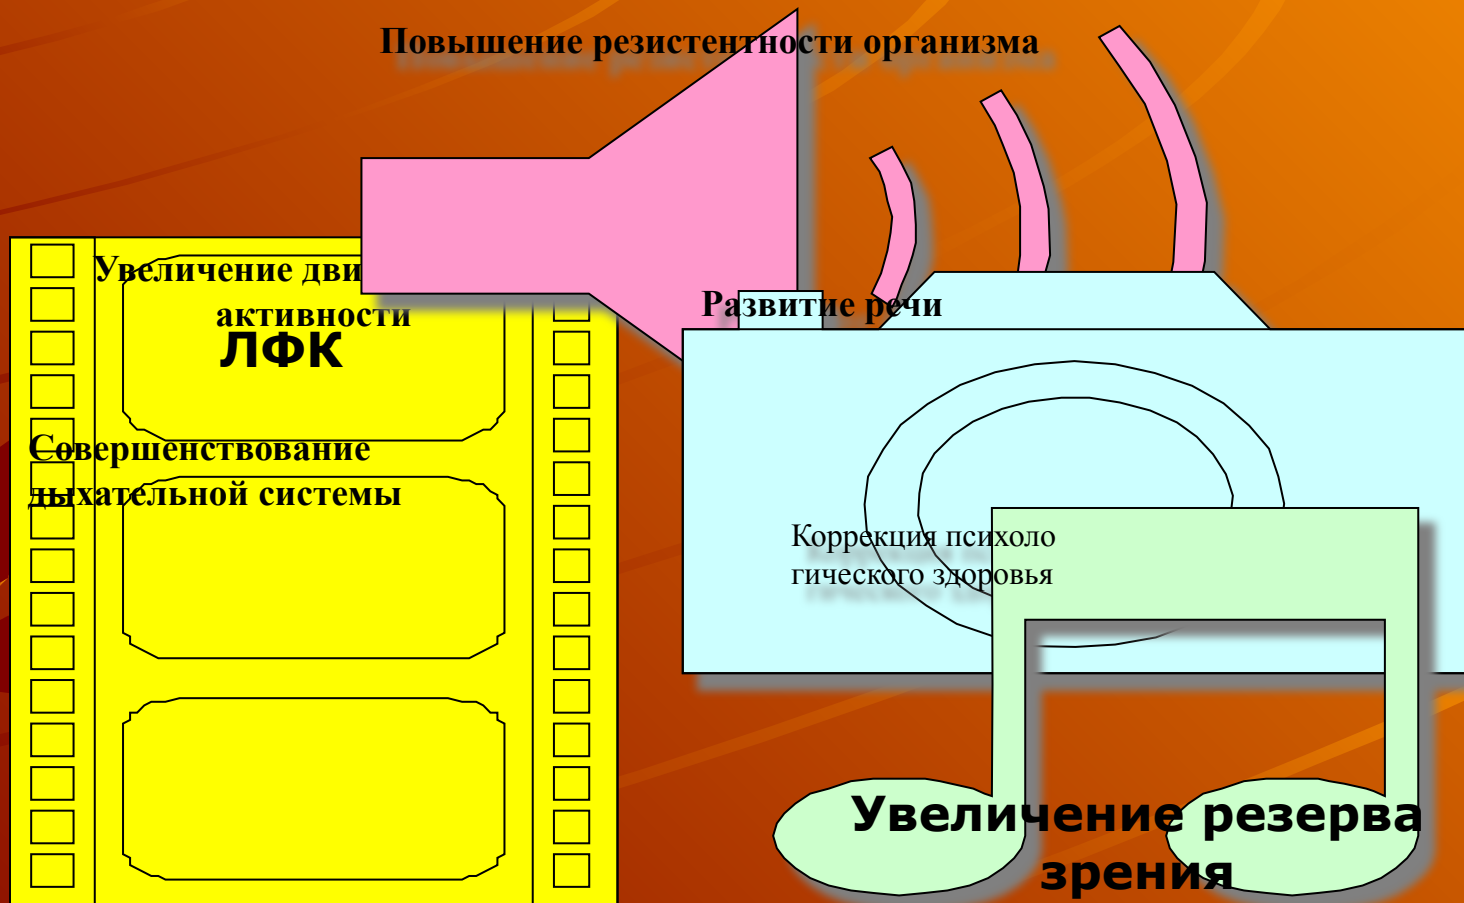 Повышение резистентности организма
Увеличение дви
активности
ЛФК
Развитие речи
Совершенствование
дыхательной системы
Коррекция психоло
гического здоровья
Увеличение резерва
зрения